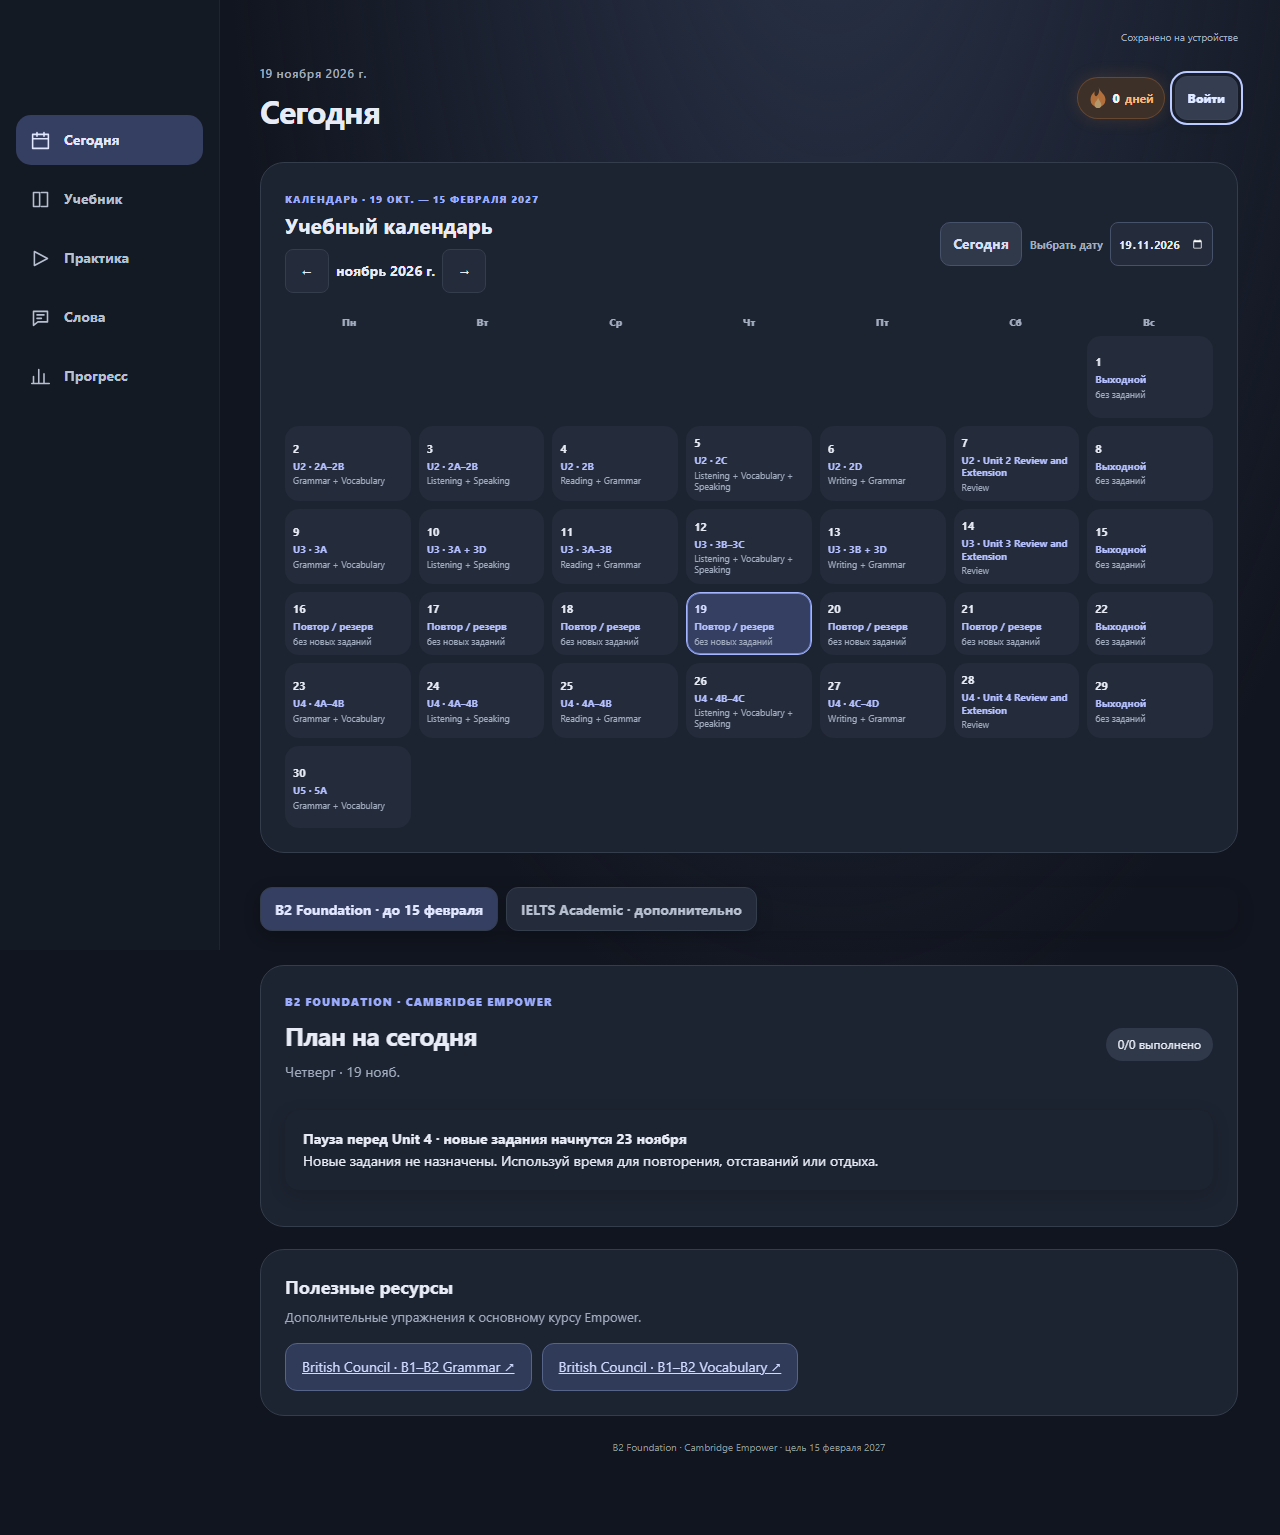 Сохранено на устройстве
19 ноября 2026 г.
Сегодня
0 дней
Войти
Сегодня
Учебник
Практика
Слова
Прогресс
КАЛЕНДАРЬ · 19 ОКТ. — 15 ФЕВРАЛЯ 2027
Учебный календарь
← ноябрь 2026 г. →
Сегодня Выбрать дату 19.11.2026
Пн Вт Ср Чт Пт Сб Вс
1
Выходной
без заданий
2
U2 · 2A–2B
Grammar + Vocabulary
3
U2 · 2A–2B
Listening + Speaking
4
U2 · 2B
Reading + Grammar
5
U2 · 2C
Listening + Vocabulary +
Speaking
6
U2 · 2D
Writing + Grammar
7
U2 · Unit 2 Review and
Extension
Review
8
Выходной
без заданий
9
U3 · 3A
Grammar + Vocabulary
10
U3 · 3A + 3D
Listening + Speaking
11
U3 · 3A–3B
Reading + Grammar
12
U3 · 3B–3C
Listening + Vocabulary +
Speaking
13
U3 · 3B + 3D
Writing + Grammar
14
U3 · Unit 3 Review and
Extension
Review
15
Выходной
без заданий
16
Повтор / резерв
без новых заданий
17
Повтор / резерв
без новых заданий
18
Повтор / резерв
без новых заданий
19
Повтор / резерв
без новых заданий
20
Повтор / резерв
без новых заданий
21
Повтор / резерв
без новых заданий
22
Выходной
без заданий
23
U4 · 4A–4B
Grammar + Vocabulary
24
U4 · 4A–4B
Listening + Speaking
25
U4 · 4A–4B
Reading + Grammar
26
U4 · 4B–4C
Listening + Vocabulary +
Speaking
27
U4 · 4C–4D
Writing + Grammar
28
U4 · Unit 4 Review and
Extension
Review
29
Выходной
без заданий
30
U5 · 5A
Grammar + Vocabulary
B2 Foundation · до 15 февраля
IELTS Academic · дополнительно
B2 FOUNDATION · CAMBRIDGE EMPOWER
План на сегодня
0/0 выполнено
Четверг · 19 нояб.
Пауза перед Unit 4 · новые задания начнутся 23 ноября
Новые задания не назначены. Используй время для повторения, отставаний или отдыха.
Полезные ресурсы
Дополнительные упражнения к основному курсу Empower.
British Council · B1–B2 Grammar ↗
British Council · B1–B2 Vocabulary ↗
B2 Foundation · Cambridge Empower · цель 15 февраля 2027